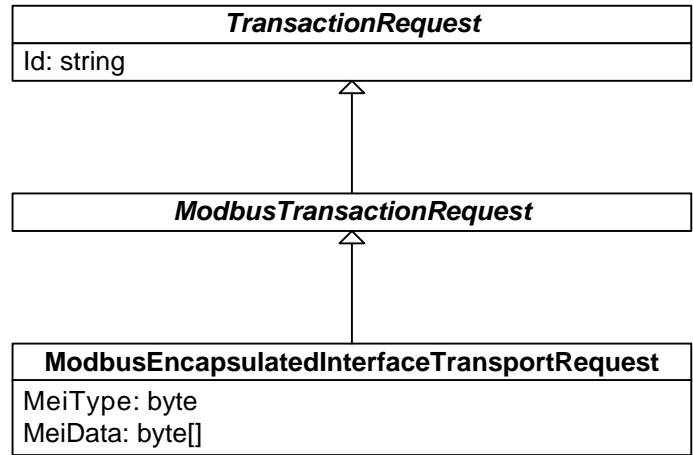 TransactionRequest
Id: string
ModbusTransactionRequest
ModbusEncapsulatedInterfaceTransportRequest
MeiType: byte
MeiData: byte[]